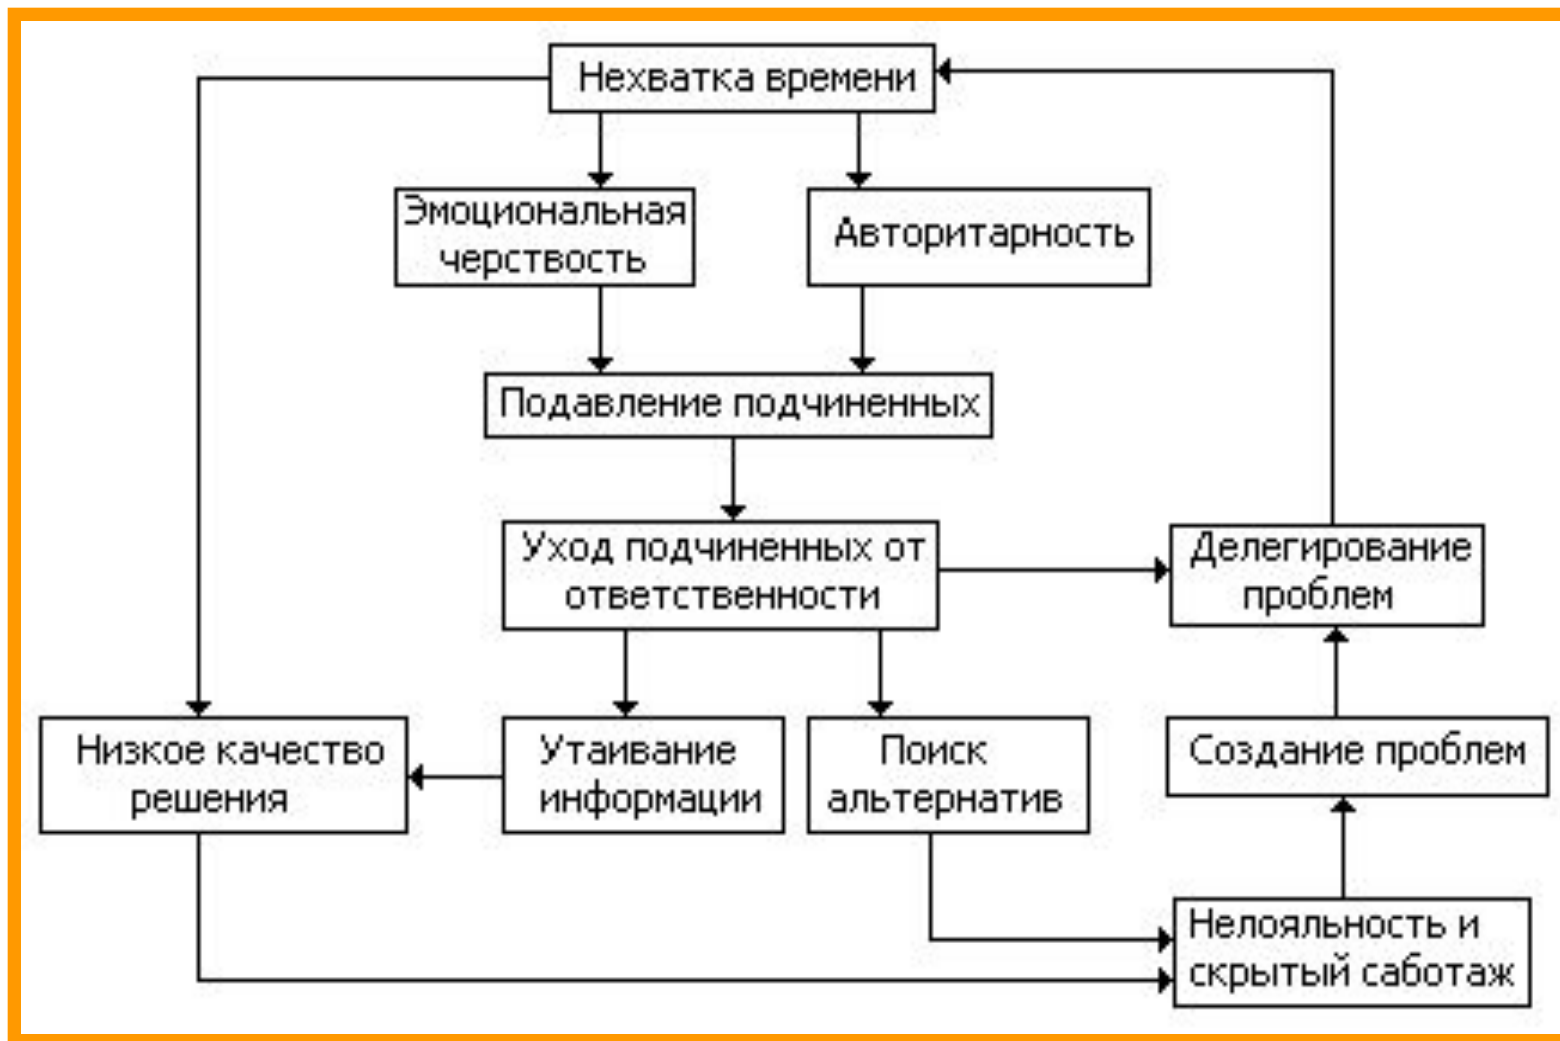 Нехватка времени
Эмоциональная
черствость
Авторитарность
Подавление подчиненных
Уход подчиненных от
ответственности
Делегирование
проблем
Низкое качество
решения
Утаивание
информации
Поиск
альтернатив
Создание проблем
Нелояльность и
скрытый саботаж